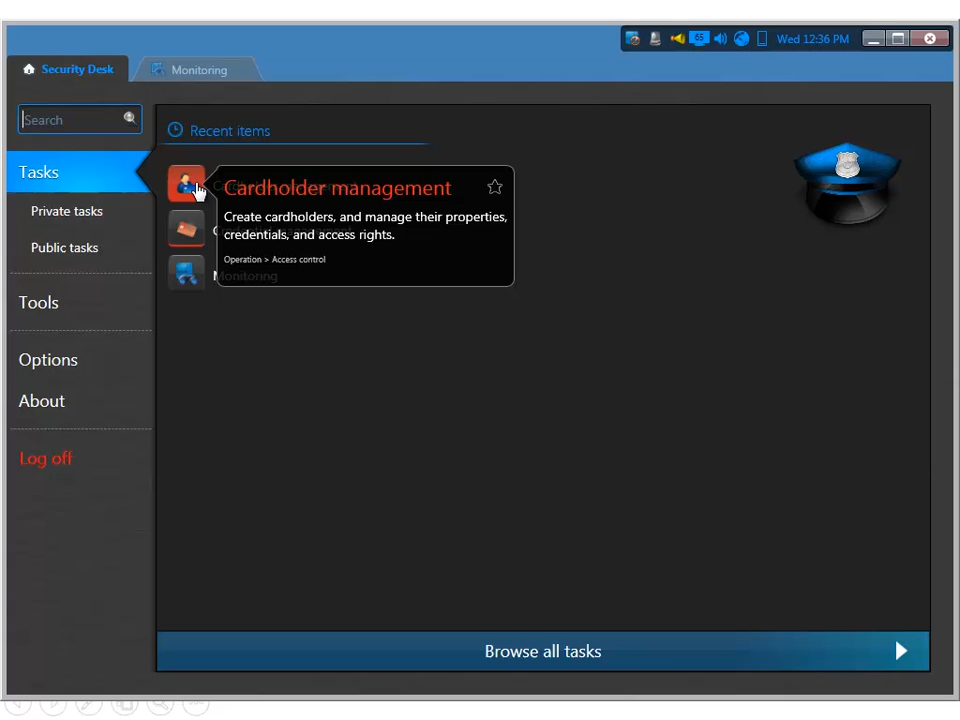 65
Wed 12:36 PM
Security Desk
Monitoring
Search
Recent items
Tasks
Cardholder management
Private tasks
Create cardholders, and manage their properties,
credentials, and access rights.
Public tasks
Operation > Access control
Monitoring
Tools
Options
About
Log off
Browse all tasks